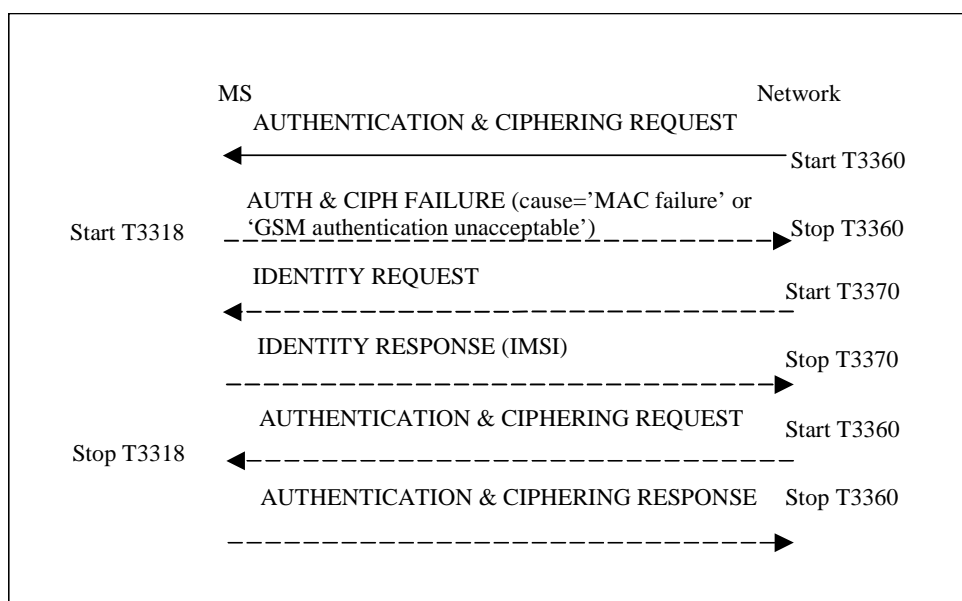 MS Network
AUTHENTICATION & CIPHERING REQUEST
Start T3360
AUTH & CIPH FAILURE (cause='MAC failure' or
‘GSM authentication unacceptable’)
Start T3318 Stop T3360
IDENTITY REQUEST
Start T3370
IDENTITY RESPONSE (IMSI)
Stop T3370
AUTHENTICATION & CIPHERING REQUEST
Start T3360
Stop T3318
AUTHENTICATION & CIPHERING RESPONSE Stop T3360